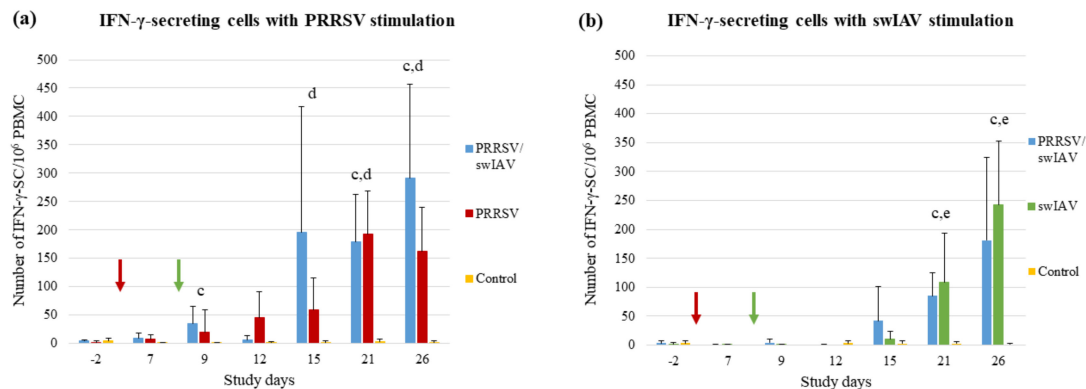 (a)
IFN-γ-secreting cells with PRRSV stimulation
Number of IFN-γ-SC/10⁶ PBMC
500
450
400
350
300
250
200
150
100
50
0
c
d
c,d
c,d
-2 7 9 12 15 21 26
Study days
PRRSV/
swIAV
PRRSV
Control
(b)
IFN-γ-secreting cells with swIAV stimulation
Number of IFN-γ-SC/10⁶ PBMC
500
450
400
350
300
250
200
150
100
50
0
c,e
c,e
-2 7 9 12 15 21 26
Study days
PRRSV/
swIAV
swIAV
Control